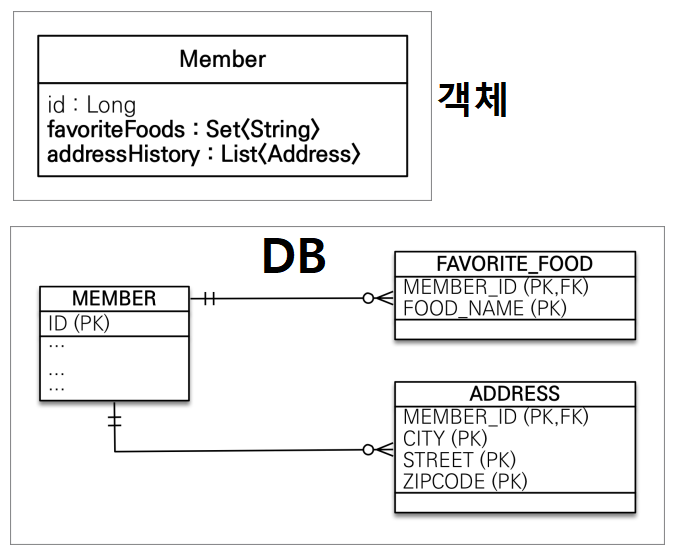 Member
id : Long
favoriteFoods : Set<String>
addressHistory : List<Address>
객체
DB
MEMBER
ID (PK)
...
...
...
FAVORITE_FOOD
MEMBER_ID (PK,FK)
FOOD_NAME (PK)
ADDRESS
MEMBER_ID (PK,FK)
CITY (PK)
STREET (PK)
ZIPCODE (PK)